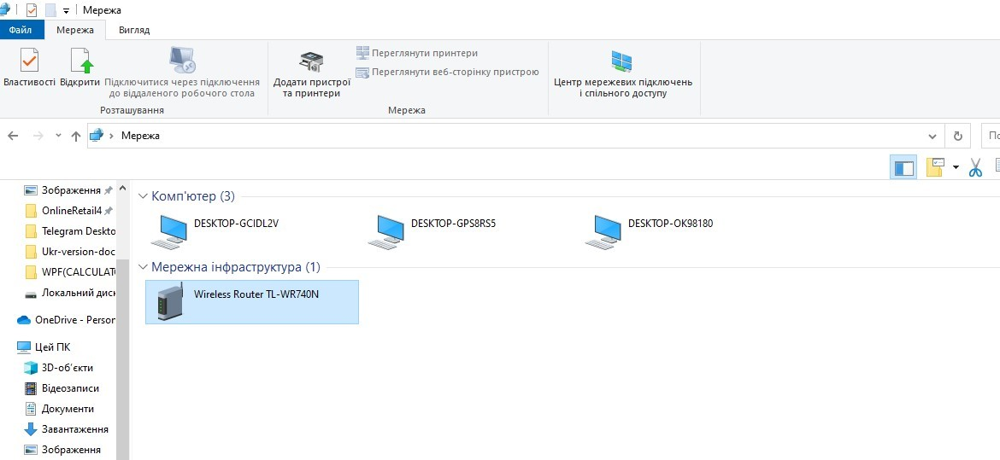 Мережа
Файл
Мережа
Вигляд
Властивості
Відкрити
Підключитися через підключення
до віддаленого робочого стола
Розташування
Додати пристрої
та принтери
Переглянути принтери
Переглянути веб-сторінку пристрою
Мережа
Центр мережевих підключень
і спільного доступу
Мережа
По
Зображення
OnlineRetail4
Telegram Deskto
Ukr-version-doc
WPF(CALCULAT
Локальний диск
OneDrive - Person
Цей ПК
3D-об'єкти
Відеозаписи
Документи
Завантаження
Зображення
Комп'ютер (3)
DESKTOP-GCIDL2V
DESKTOP-GPS8RS5
DESKTOP-OK98180
Мережна інфраструктура (1)
Wireless Router TL-WR740N